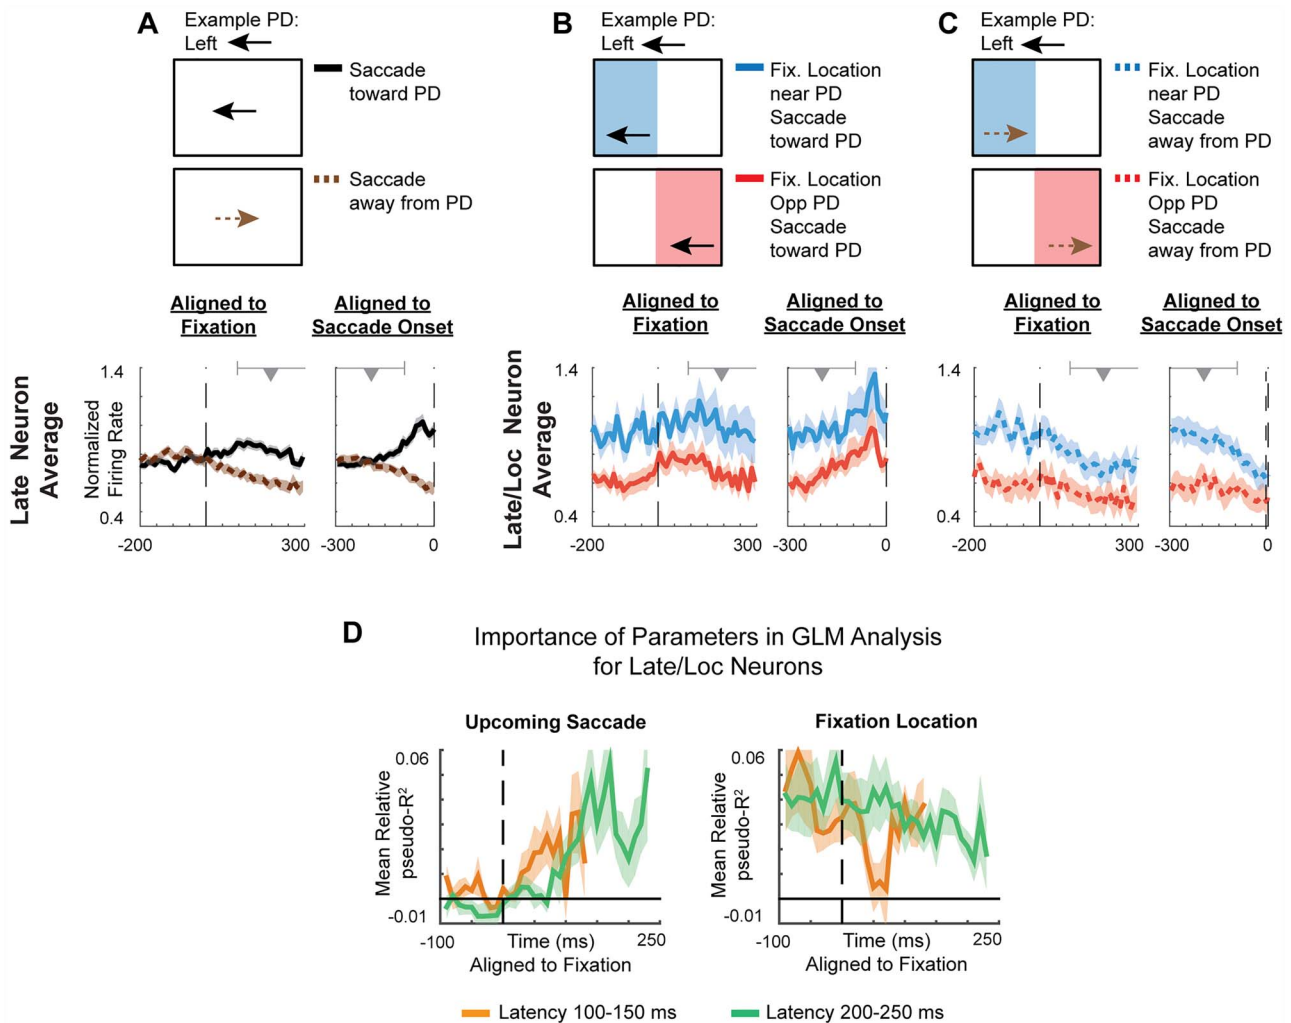 A
Example PD:
Left
Saccade
toward PD
Saccade
away from PD
Aligned to
Fixation
Aligned to
Saccade Onset
Late Neuron
Average
Normalized
Firing Rate
1.4
0.4
-200
300
-300
0
B
Example PD:
Left
Fix. Location
near PD
Saccade
toward PD
Fix. Location
Opp PD
Saccade
toward PD
Aligned to
Fixation
Aligned to
Saccade Onset
Late/Loc Neuron
Average
1.4
0.4
-200
300
-300
0
C
Example PD:
Left
Fix. Location
near PD
Saccade
away from PD
Fix. Location
Opp PD
Saccade
away from PD
Aligned to
Fixation
Aligned to
Saccade Onset
1.4
0.4
-200
300
-300
0
D
Importance of Parameters in GLM Analysis
for Late/Loc Neurons
Upcoming Saccade
Mean Relative
pseudo-R²
0.06
-0.01
-100
Time (ms)
250
Aligned to Fixation
Fixation Location
Mean Relative
pseudo-R²
0.06
-0.01
-100
Time (ms)
250
Aligned to Fixation
Latency 100-150 ms
Latency 200-250 ms